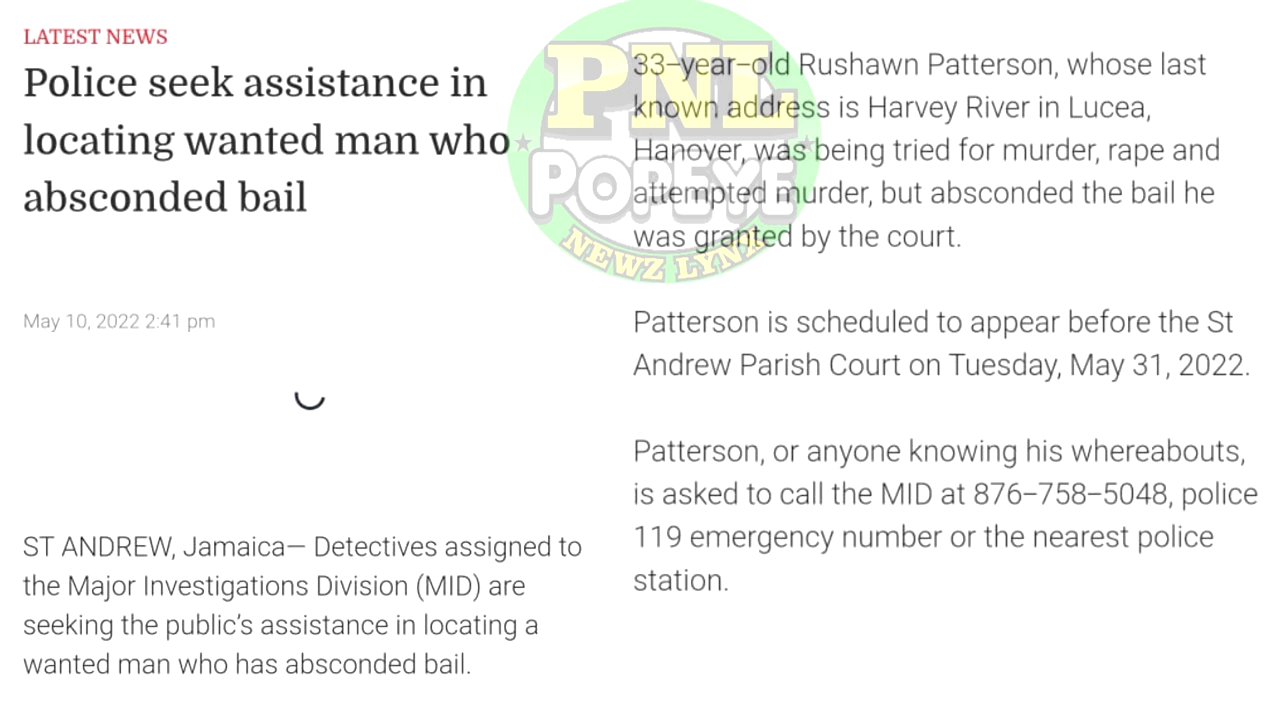 LATEST NEWS
Police seek assistance in
locating wanted man who
absconded bail
May 10, 2022 2:41 pm
ST ANDREW, Jamaica— Detectives assigned to
the Major Investigations Division (MID) are
seeking the public's assistance in locating a
wanted man who has absconded bail.
PNL
POPEYE
NEWZ LYNX
33–year–old Rushawn Patterson, whose last
known address is Harvey River in Lucea,
Hanover, was being tried for murder, rape and
attempted murder, but absconded the bail he
was granted by the court.
Patterson is scheduled to appear before the St
Andrew Parish Court on Tuesday, May 31, 2022.
Patterson, or anyone knowing his whereabouts,
is asked to call the MID at 876–758–5048, police
119 emergency number or the nearest police
station.